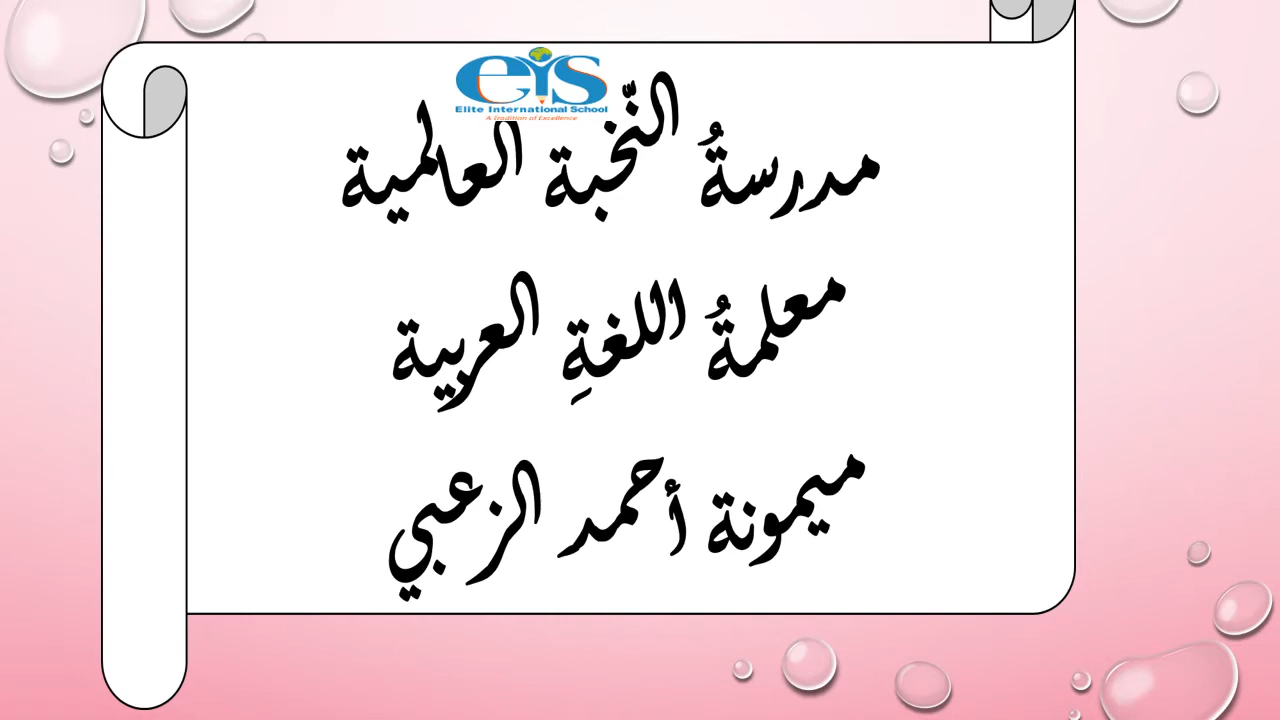 eis
Elite International School
A Tradition of Excellence
مدرسةُ النّخبة العالمية
معلمةُ اللغةِ العربية
ميمونة أحمد الزعبي